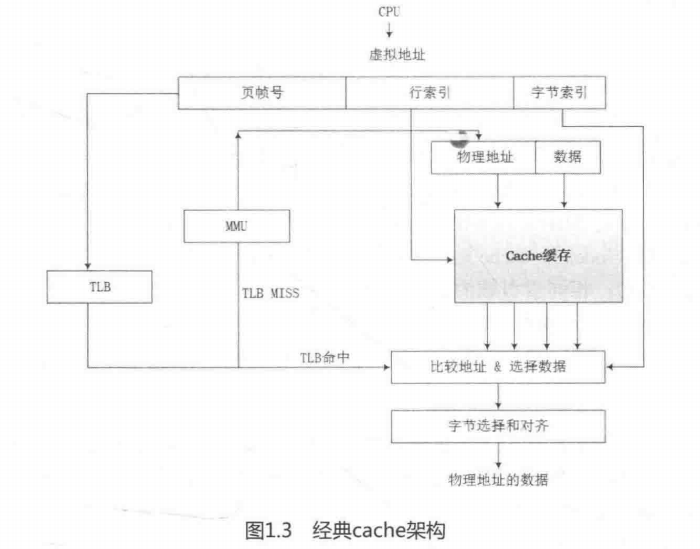 CPU
虚拟地址
页帧号 行索引 字节索引
物理地址 数据
MMU
Cache缓存
TLB
TLB MISS
TLB命中
比较地址 & 选择数据
字节选择和对齐
物理地址的数据
图1.3 经典cache架构